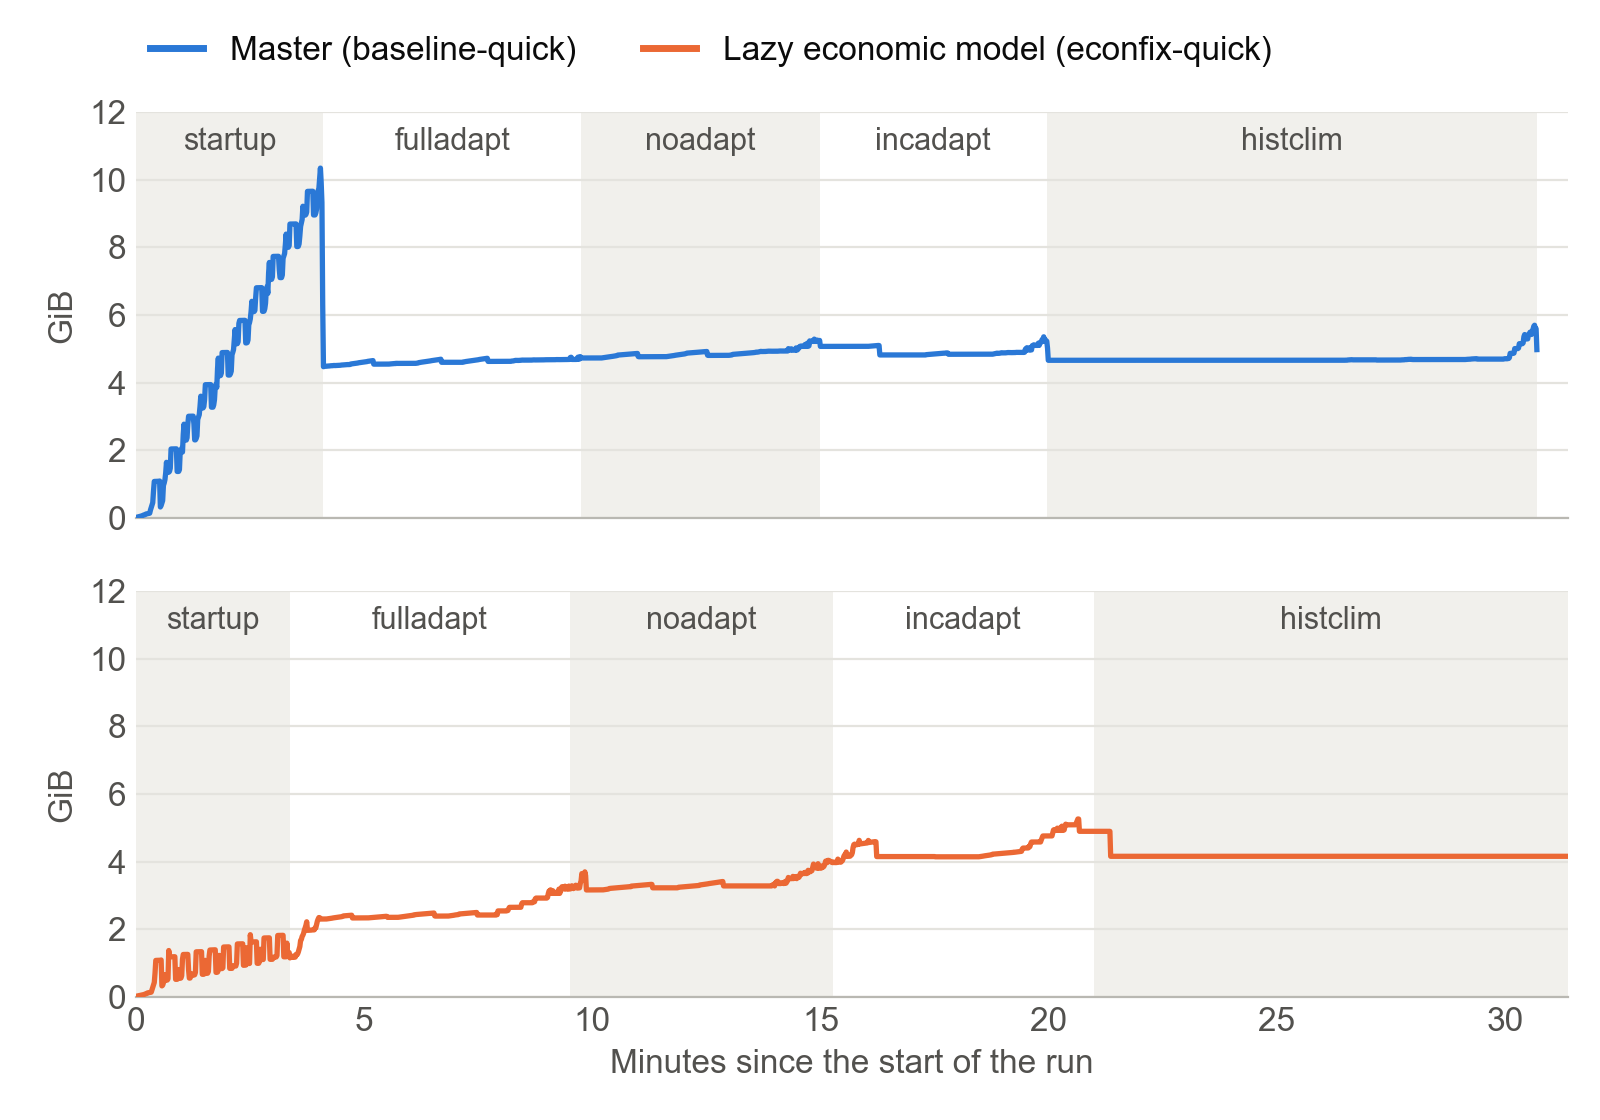 Master (baseline-quick) Lazy economic model (econfix-quick)
12
startup fulladapt noadapt incadapt histclim
10
8
6
GiB
4
2
0
12
startup fulladapt noadapt incadapt histclim
10
8
6
GiB
4
2
0
0 5 10 15 20 25 30
Minutes since the start of the run